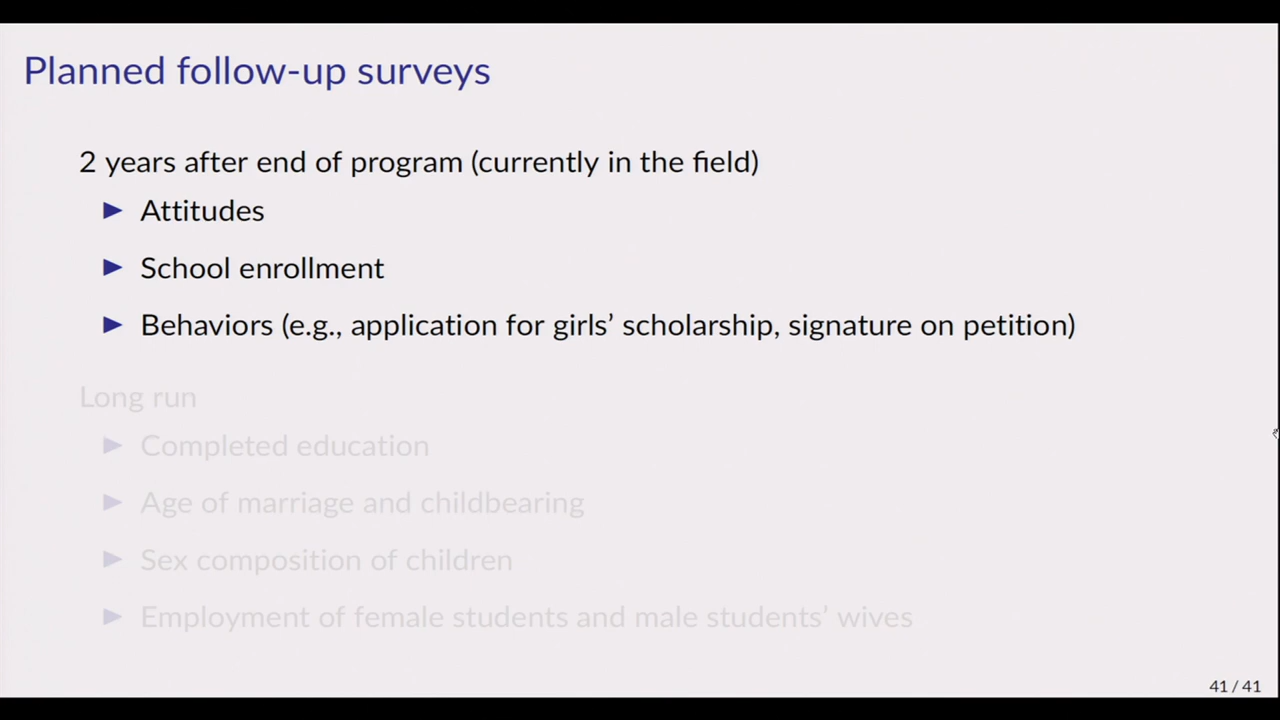 Planned follow-up surveys
2 years after end of program (currently in the field)
▶ Attitudes
▶ School enrollment
▶ Behaviors (e.g., application for girls’ scholarship, signature on petition)
Long run
▶ Completed education
▶ Age of marriage and childbearing
▶ Sex composition of children
▶ Employment of female students and male students’ wives
41 / 41